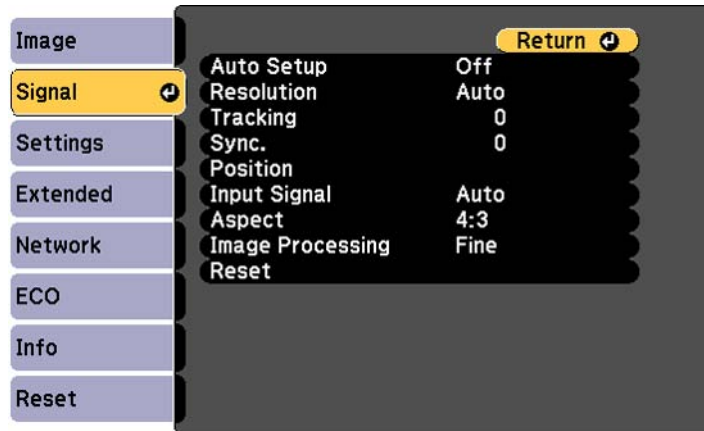 Image
Signal
Settings
Extended
Network
ECO
Info
Reset
Return
Auto Setup Off
Resolution Auto
Tracking 0
Sync. 0
Position
Input Signal Auto
Aspect 4:3
Image Processing Fine
Reset